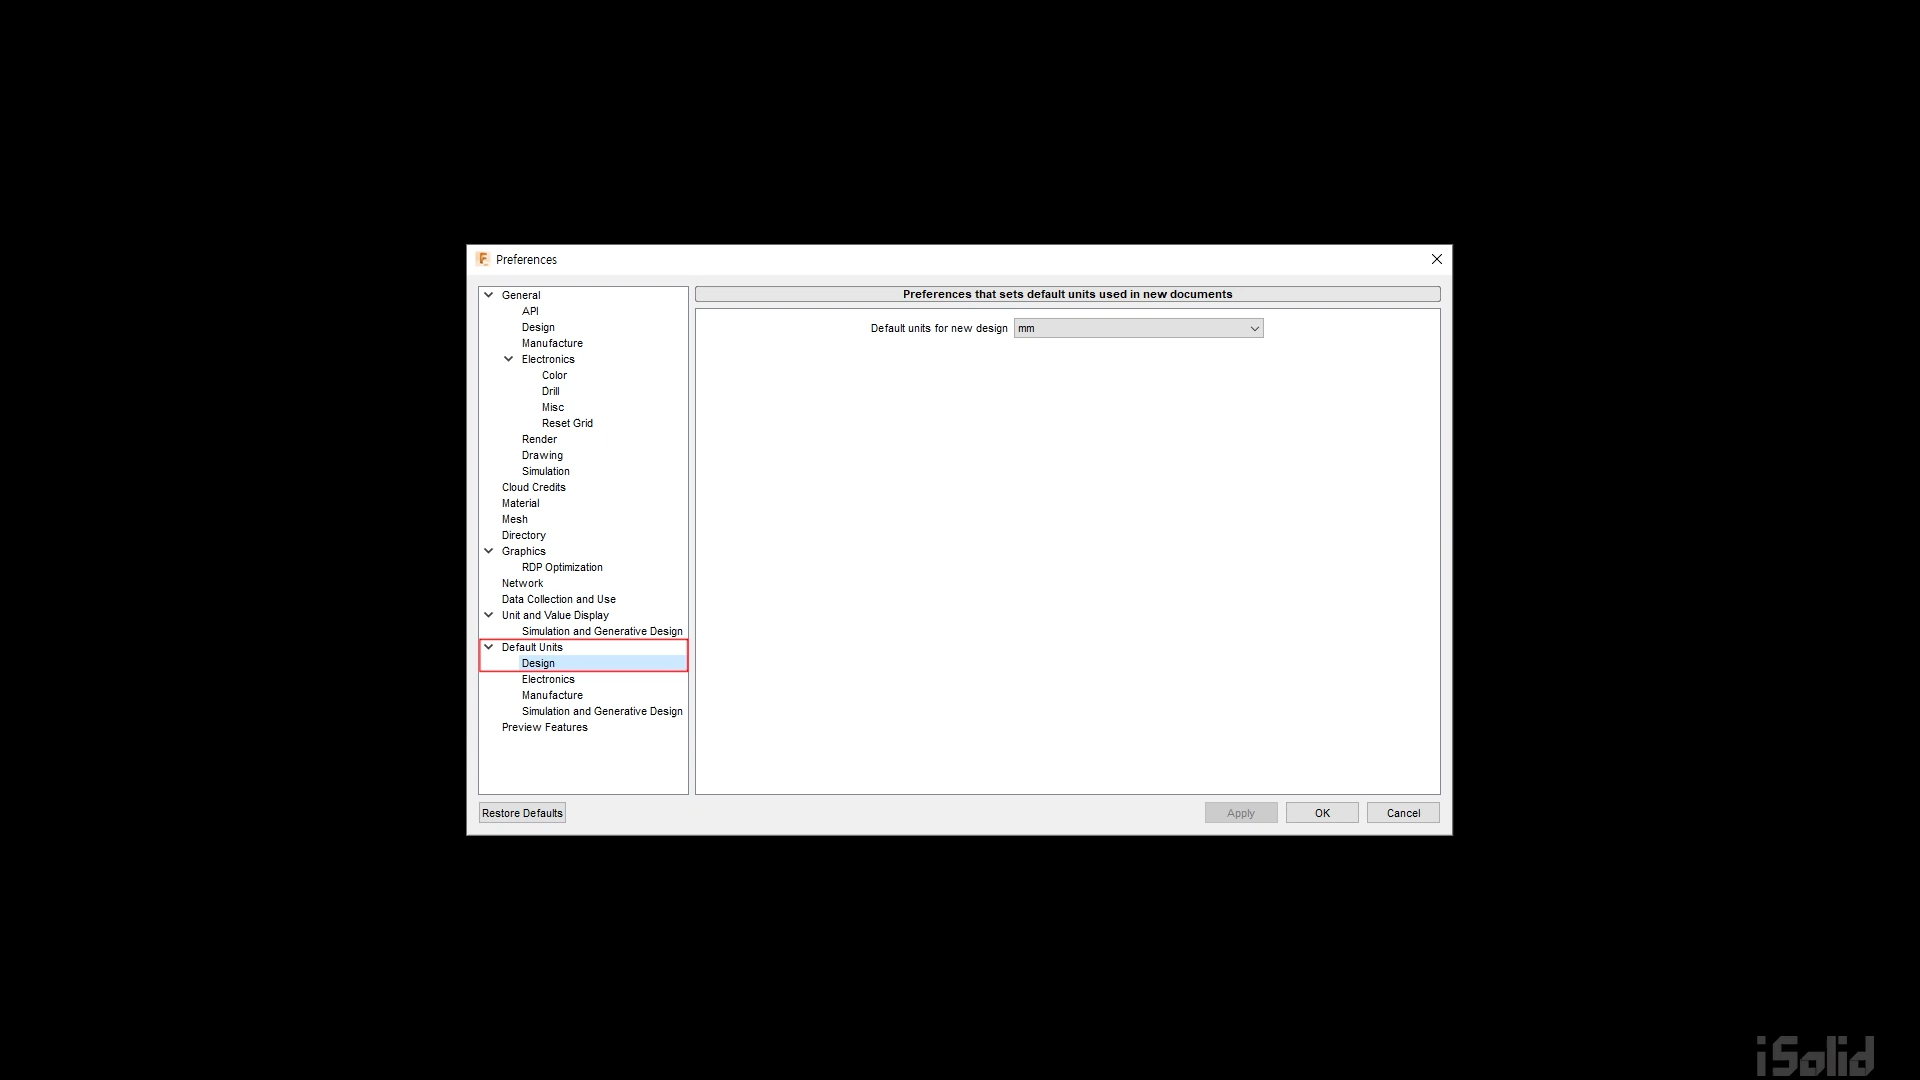 Preferences
General
API
Design
Manufacture
Electronics
Color
Drill
Misc
Reset Grid
Render
Drawing
Simulation
Cloud Credits
Material
Mesh
Directory
Graphics
RDP Optimization
Network
Data Collection and Use
Unit and Value Display
Simulation and Generative Design
Default Units
Design
Electronics
Manufacture
Simulation and Generative Design
Preview Features
Preferences that sets default units used in new documents
Default units for new design mm
Restore Defaults
Apply OK Cancel
iSolid